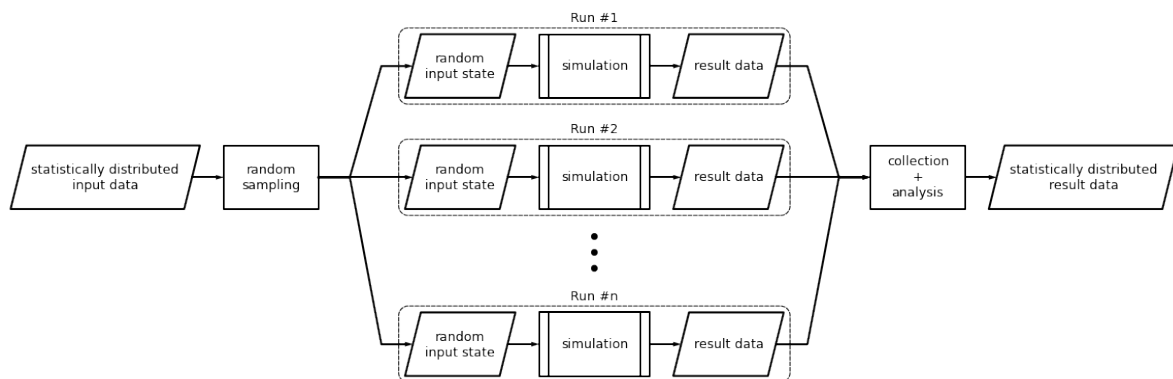 Run #1
random
input state
simulation
result data
statistically distributed
input data
random
sampling
Run #2
random
input state
simulation
result data
collection
+
analysis
statistically distributed
result data
Run #n
random
input state
simulation
result data